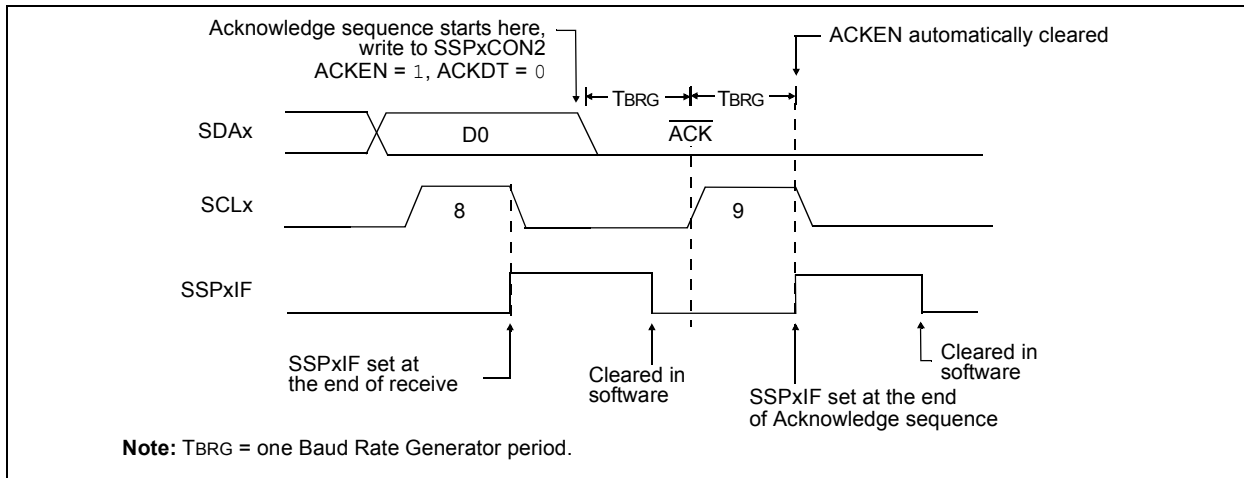 Acknowledge sequence starts here,
write to SSPxCON2
ACKEN = 1, ACKDT = 0
ACKEN automatically cleared
TBRG
TBRG
SDAx
D0
ACK
SCLx
8
9
SSPxIF
SSPxIF set at
the end of receive
Cleared in
software
SSPxIF set at the end
of Acknowledge sequence
Cleared in
software
Note: TBRG = one Baud Rate Generator period.